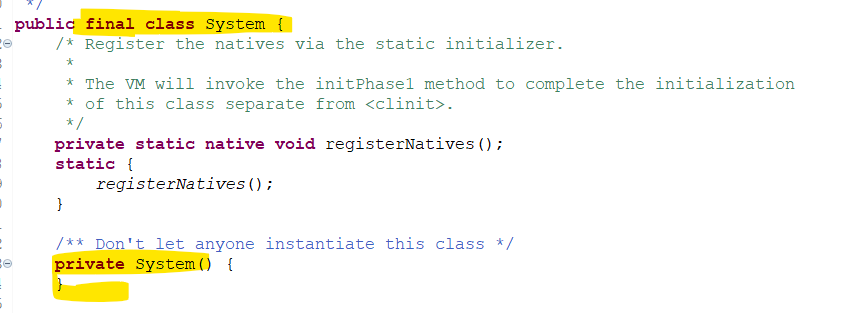 */
public final class System {
/* Register the natives via the static initializer.
*
* The VM will invoke the initPhase1 method to complete the initialization
* of this class separate from <clinit>.
*/
private static native void registerNatives();
static {
registerNatives();
}
/** Don't let anyone instantiate this class */
private System() {
}